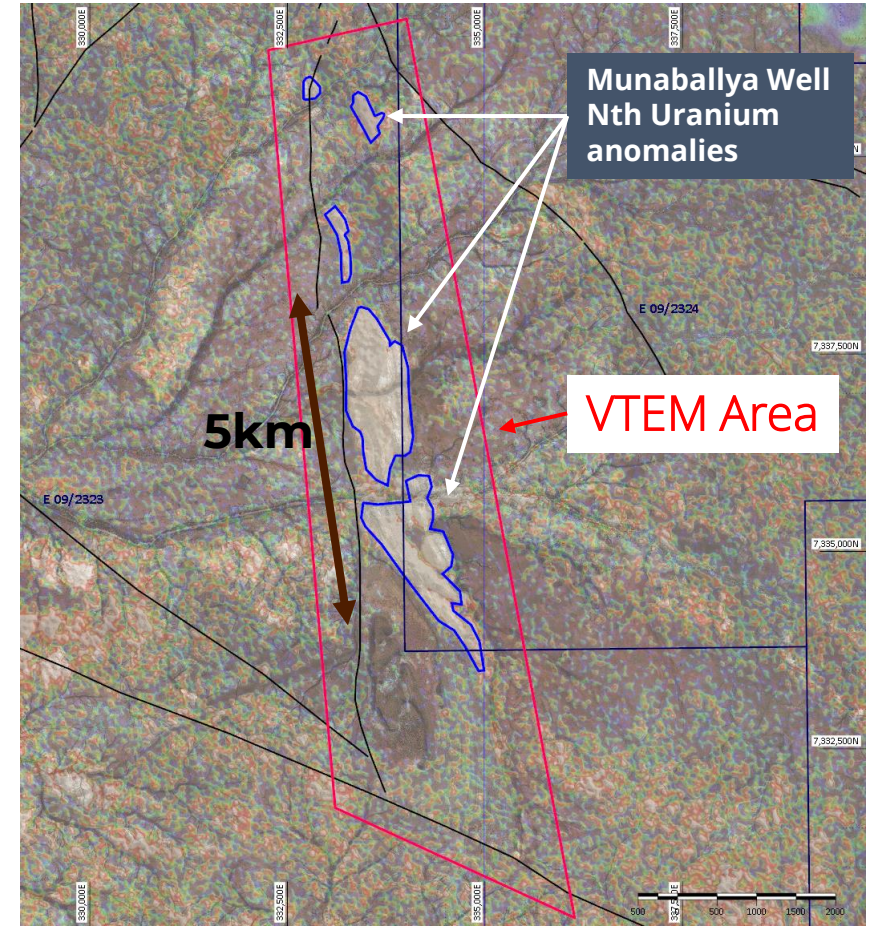 330,000E
332,500E
335,000E
337,500E
Munaballya Well
Nth Uranium
anomalies
N
E 09/2324
7,337,500N
VTEM Area
5km
E 09/2323
7,335,000N
7,332,500N
330,000E
332,500E
335,000E
500
0
500
1000
1500
2000